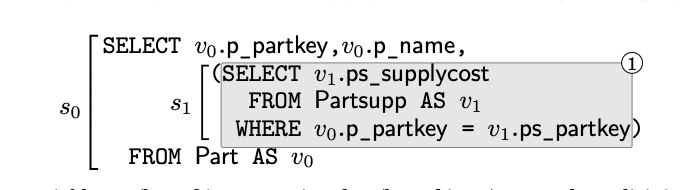 SELECT v₀.p_partkey,v₀.p_name,
①
s₀ s₁ (SELECT v₁.ps_supplycost
FROM Partsupp AS v₁
WHERE v₀.p_partkey = v₁.ps_partkey)
FROM Part AS v₀